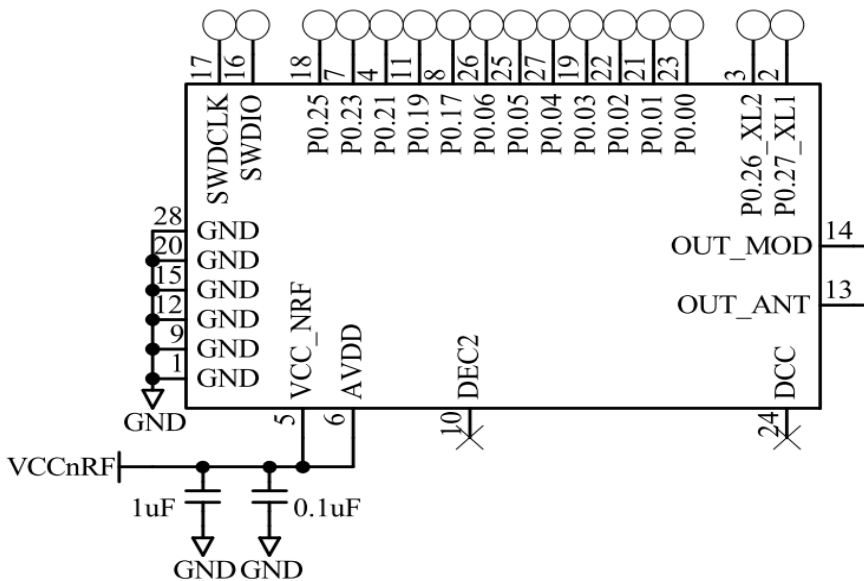 17 16 18 7 4 11 8 26 25 27 19 22 21 23 3 2
SWDCLK
SWDIO
P0.25
P0.23
P0.21
P0.19
P0.17
P0.06
P0.05
P0.04
P0.03
P0.02
P0.01
P0.00
P0.26_XL2
P0.27_XL1
28 GND
20 GND
15 GND
12 GND
9 GND
1 GND
OUT_MOD 14
OUT_ANT 13
VCC_NRF
AVDD
DEC2
DCC
5 6 10 24
GND
VCCnRF
1uF 0.1uF
GND GND